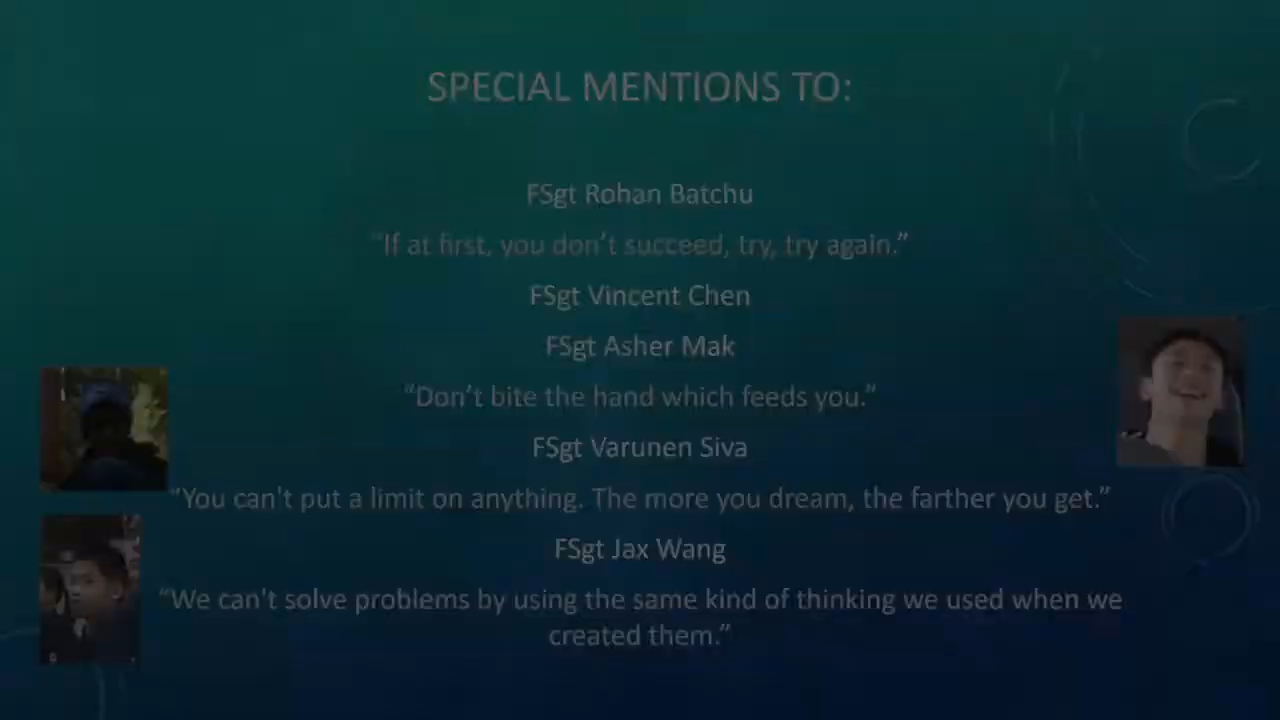 SPECIAL MENTIONS TO:
FSgt Rohan Batchu
“If at first, you don’t succeed, try, try again.”
FSgt Vincent Chen
FSgt Asher Mak
“Don’t bite the hand which feeds you.”
FSgt Varunen Siva
“You can't put a limit on anything. The more you dream, the farther you get.”
FSgt Jax Wang
“We can't solve problems by using the same kind of thinking we used when we
created them.”